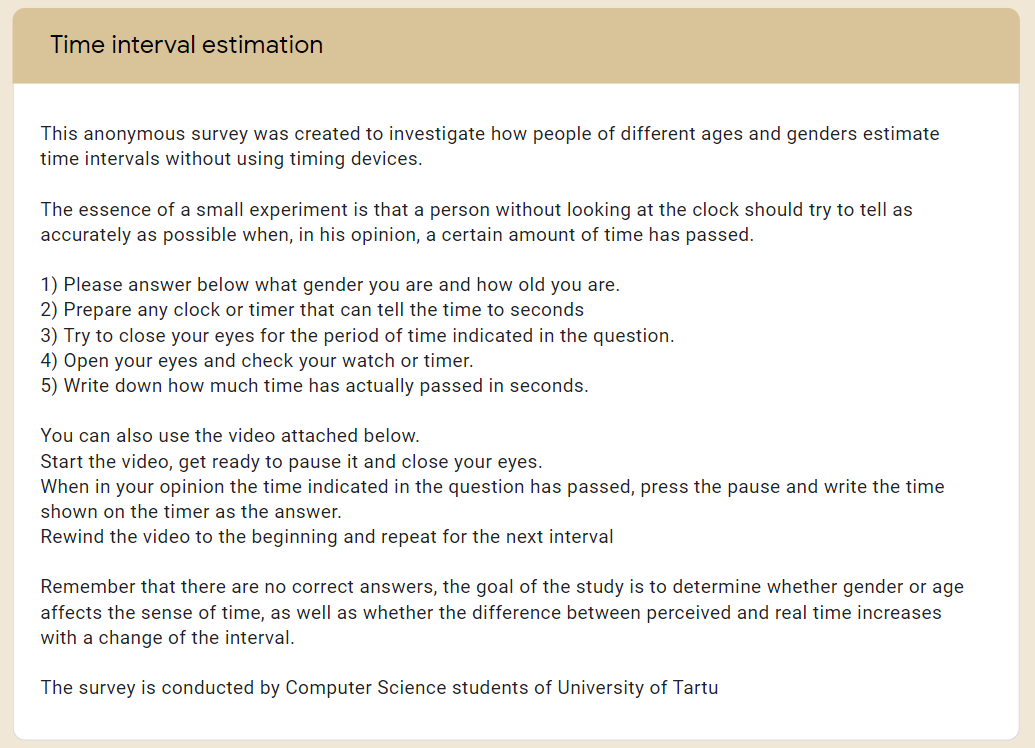 Time interval estimation
This anonymous survey was created to investigate how people of different ages and genders estimate
time intervals without using timing devices.
The essence of a small experiment is that a person without looking at the clock should try to tell as
accurately as possible when, in his opinion, a certain amount of time has passed.
1) Please answer below what gender you are and how old you are.
2) Prepare any clock or timer that can tell the time to seconds
3) Try to close your eyes for the period of time indicated in the question.
4) Open your eyes and check your watch or timer.
5) Write down how much time has actually passed in seconds.
You can also use the video attached below.
Start the video, get ready to pause it and close your eyes.
When in your opinion the time indicated in the question has passed, press the pause and write the time
shown on the timer as the answer.
Rewind the video to the beginning and repeat for the next interval
Remember that there are no correct answers, the goal of the study is to determine whether gender or age
affects the sense of time, as well as whether the difference between perceived and real time increases
with a change of the interval.
The survey is conducted by Computer Science students of University of Tartu